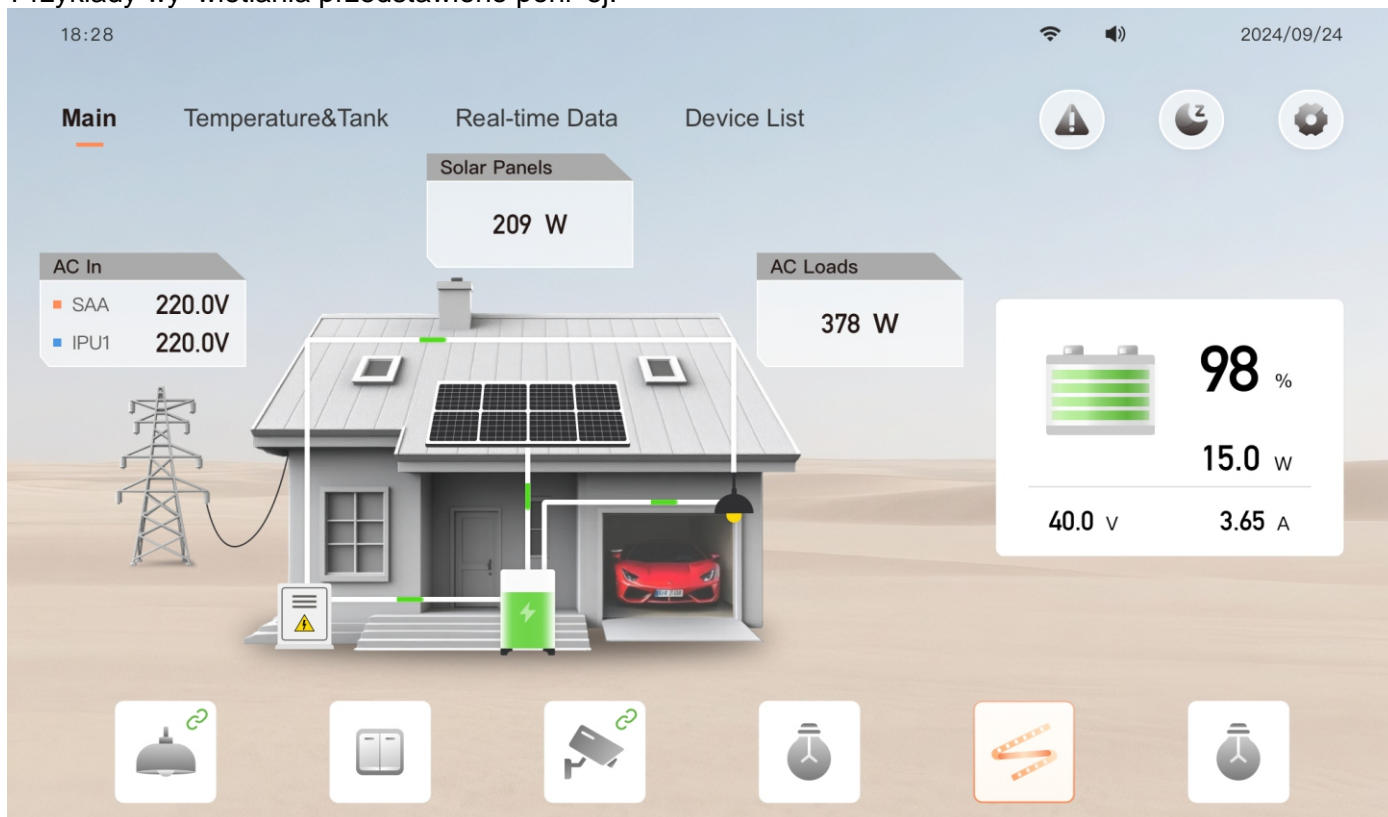 przedstawione
18:28
2024/09/24
Main Temperature&Tank Real-time Data Device List
Z
Solar Panels
209 W
AC In
SAA 220.0V
IPU1 220.0V
AC Loads
378 W
98 %
15.0 W
40.0 V 3.65 A